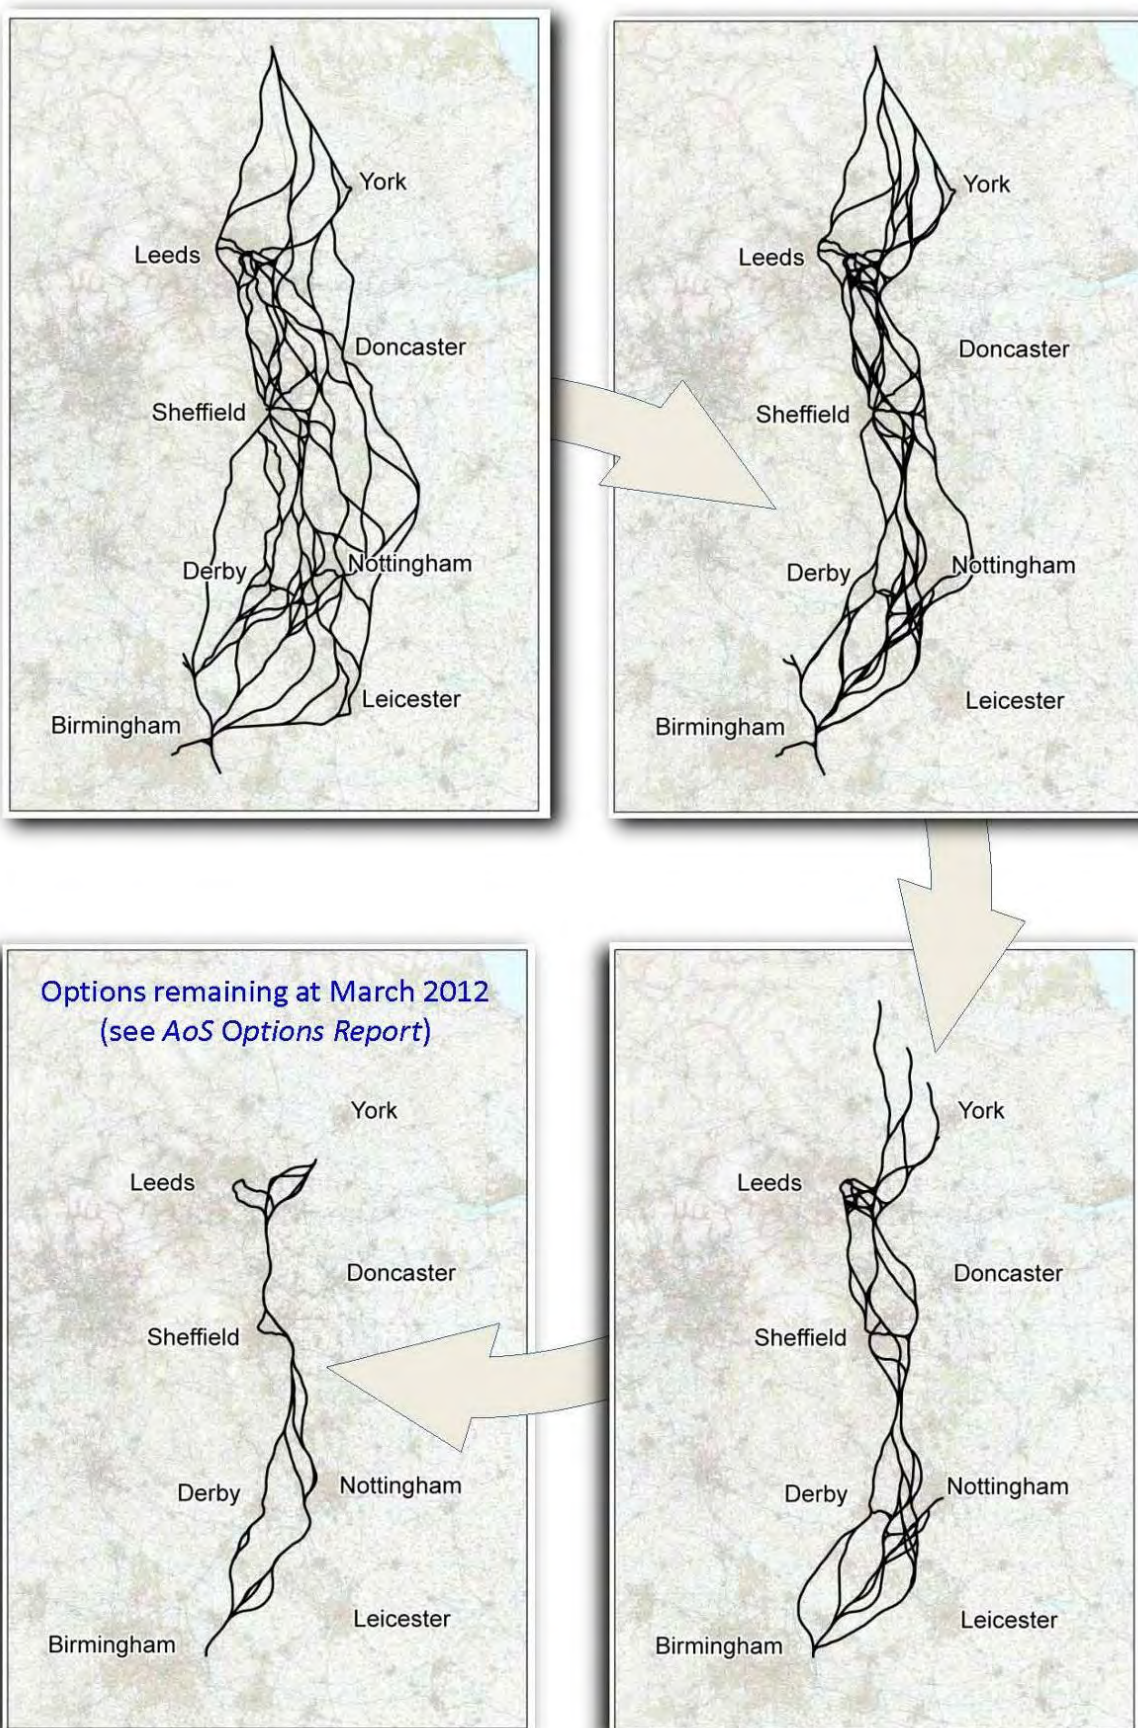 York
Leeds
Doncaster
Sheffield
Derby
Nottingham
Leicester
Birmingham
York
Leeds
Doncaster
Sheffield
Derby
Nottingham
Leicester
Birmingham
Options remaining at March 2012
(see AoS Options Report)
York
Leeds
Doncaster
Sheffield
Derby
Nottingham
Leicester
Birmingham
York
Leeds
Doncaster
Sheffield
Derby
Nottingham
Leicester
Birmingham